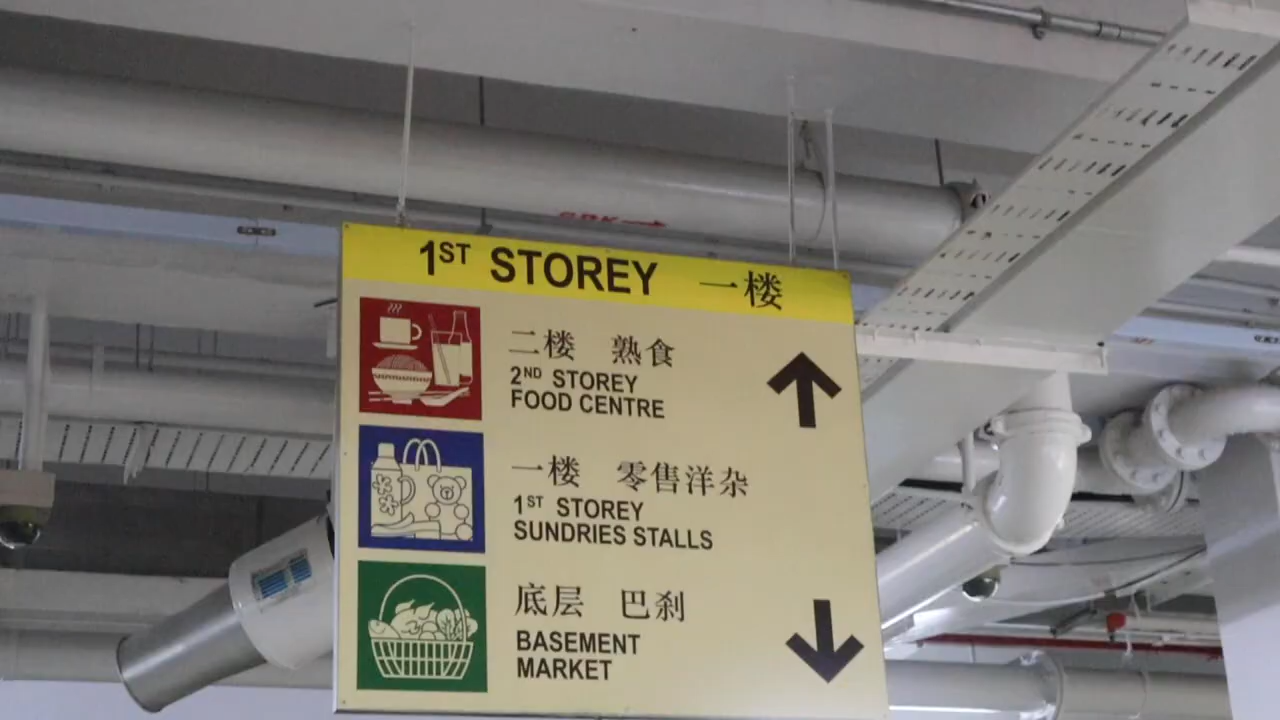 1ST STOREY 一楼
二楼 熟食
2ND STOREY
FOOD CENTRE
一楼 零售洋杂
1ST STOREY
SUNDRIES STALLS
底层 巴刹
BASEMENT
MARKET